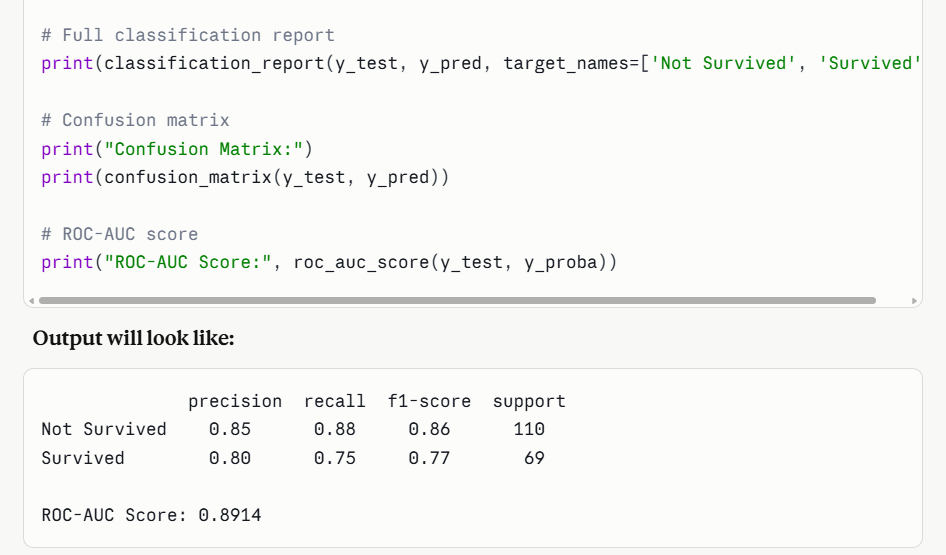 # Full classification report
print(classification_report(y_test, y_pred, target_names=['Not Survived', 'Survived'
# Confusion matrix
print("Confusion Matrix:")
print(confusion_matrix(y_test, y_pred))
# ROC-AUC score
print("ROC-AUC Score:", roc_auc_score(y_test, y_proba))
Output will look like:
precision recall f1-score support
Not Survived 0.85 0.88 0.86 110
Survived 0.80 0.75 0.77 69
ROC-AUC Score: 0.8914